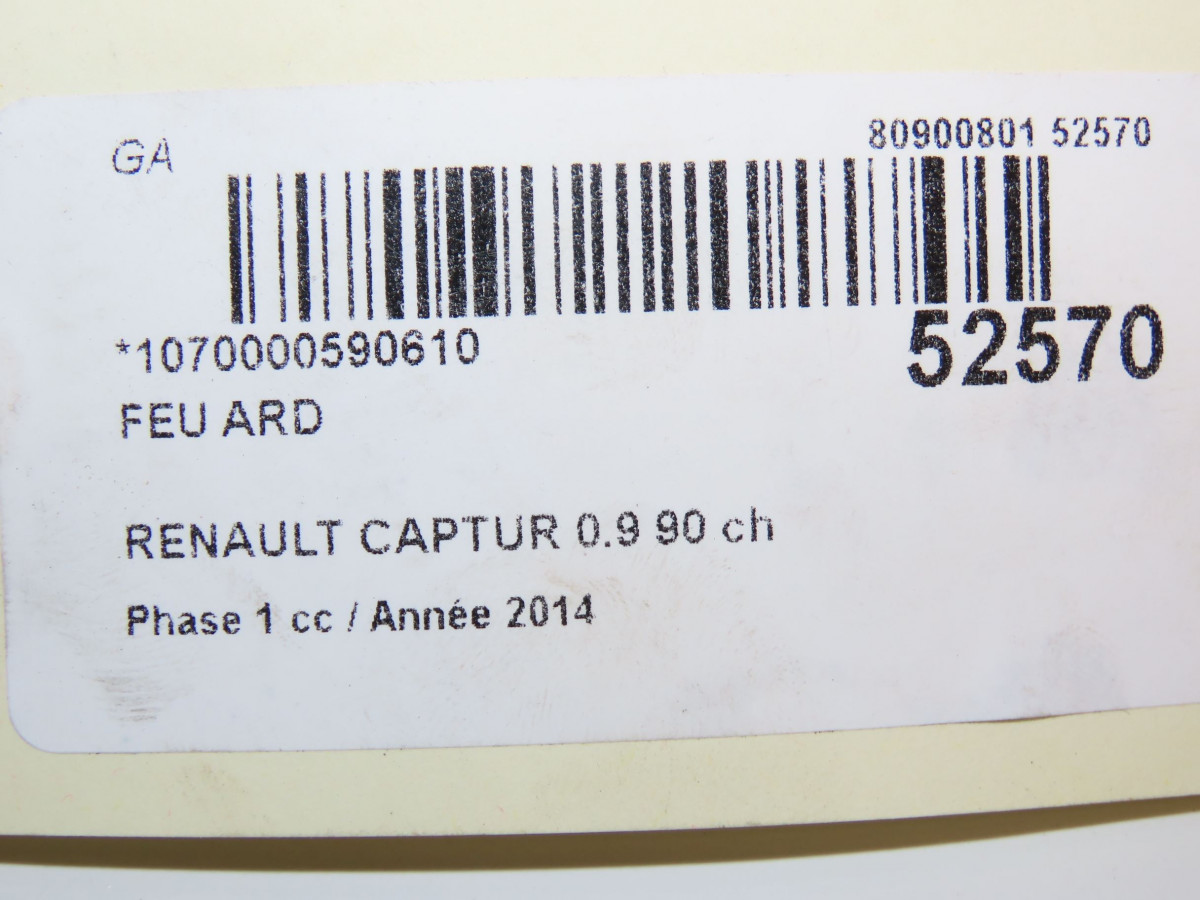 GA
80900801 52570
*1070000590610
52570
FEU ARD
RENAULT CAPTUR 0.9 90 ch
Phase 1 cc / Année 2014